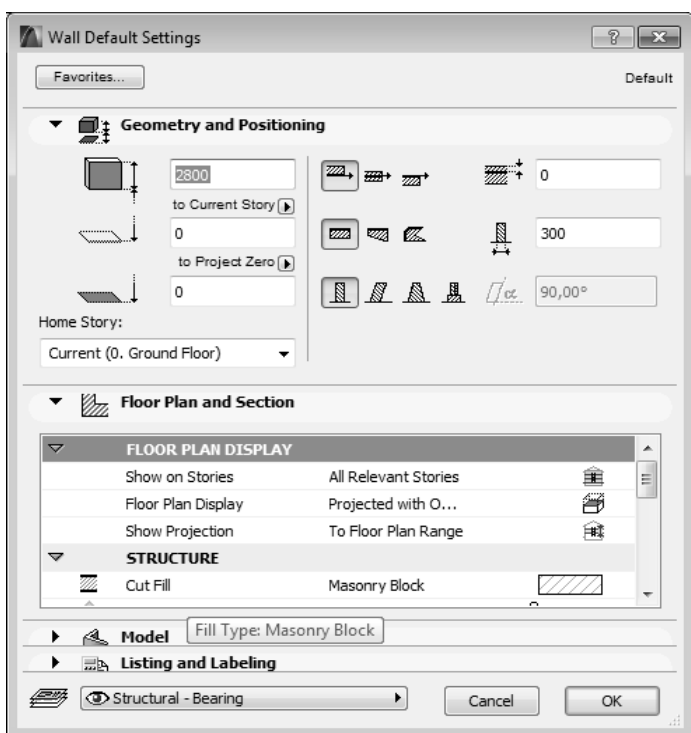 Wall Default Settings
Favorites...
Default
Geometry and Positioning
2800
0
to Current Story
0
300
to Project Zero
0
α
90,00°
Home Story:
Current (0. Ground Floor)
Floor Plan and Section
FLOOR PLAN DISPLAY
Show on Stories All Relevant Stories
Floor Plan Display Projected with O...
Show Projection To Floor Plan Range
STRUCTURE
Cut Fill Masonry Block
Model
Fill Type: Masonry Block
Listing and Labeling
Structural - Bearing
Cancel
OK